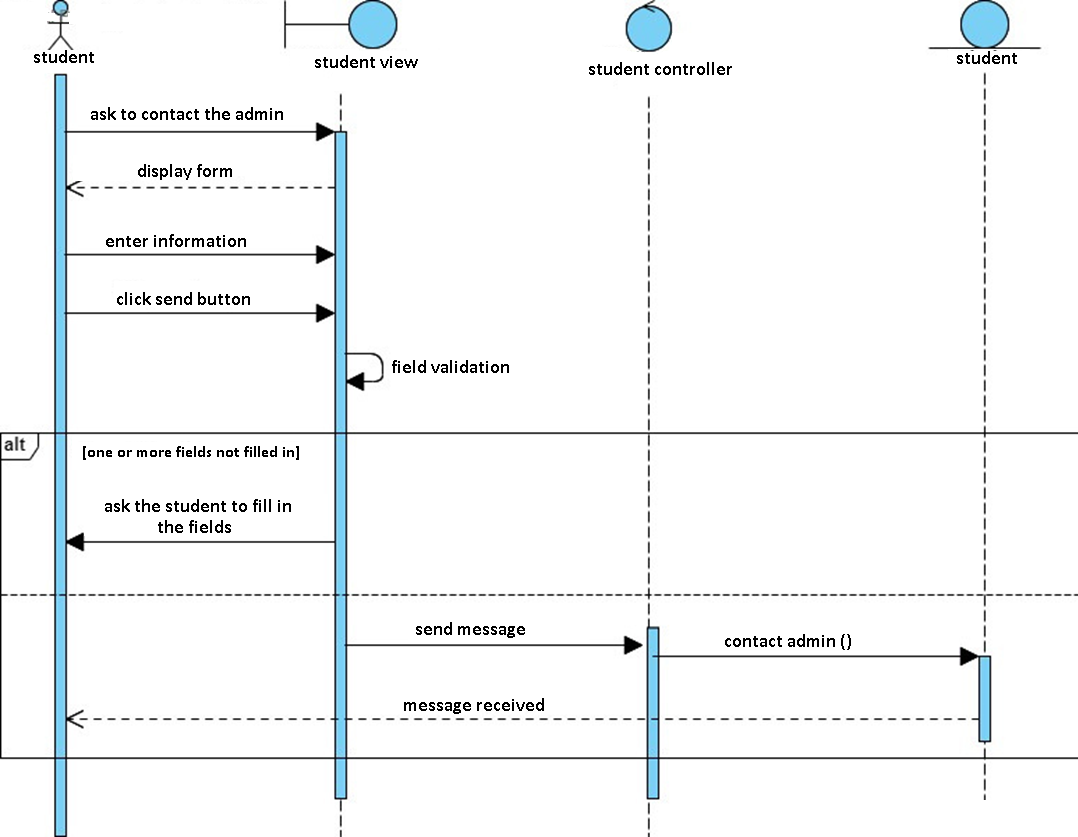 student
student view
student controller
student
ask to contact the admin
display form
enter information
click send button
field validation
alt
[one or more fields not filled in]
ask the student to fill in
the fields
send message
contact admin ()
message received